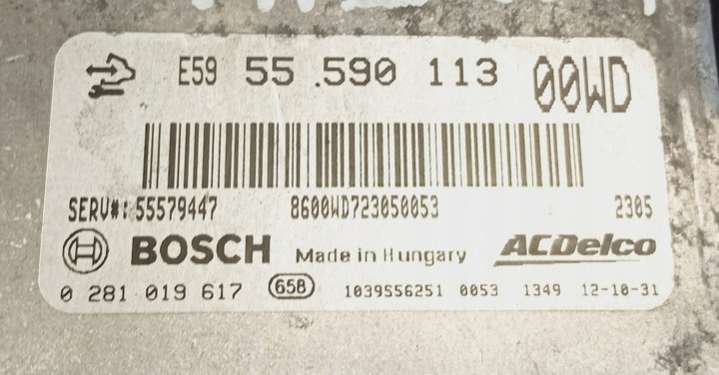 E59 55 .590 113 00WD
SERV#: 55579447 8600WD723050053 2305
BOSCH Made in Hungary ACDelco
0 281 019 617 658 1039S56251 0053 1349 12-10-31